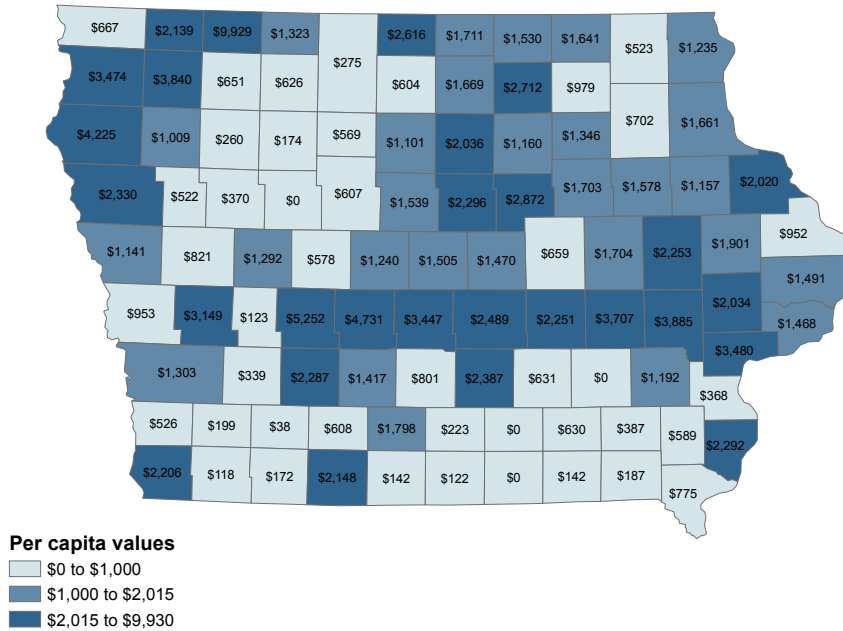 $667 $2,139 $9,929 $1,323 $275 $2,616 $1,711 $1,530 $1,641 $523 $1,235
$3,474 $3,840 $651 $626 $604 $1,669 $2,712 $979
$4,225 $1,009 $260 $174 $569 $1,101 $2,036 $1,160 $1,346 $702 $1,661
$2,330 $522 $370 $0 $607 $1,539 $2,296 $2,872 $1,703 $1,578 $1,157 $2,020
$1,141 $821 $1,292 $578 $1,240 $1,505 $1,470 $659 $1,704 $2,253 $1,901 $952
$1,491
$953 $3,149 $123 $5,252 $4,731 $3,447 $2,489 $2,251 $3,707 $3,885 $2,034 $1,468
$3,480
$1,303 $339 $2,287 $1,417 $801 $2,387 $631 $0 $1,192 $368
$526 $199 $38 $608 $1,798 $223 $0 $630 $387 $589 $2,292
$2,206 $118 $172 $2,148 $142 $122 $0 $142 $187 $775
Per capita values
$0 to $1,000
$1,000 to $2,015
$2,015 to $9,930